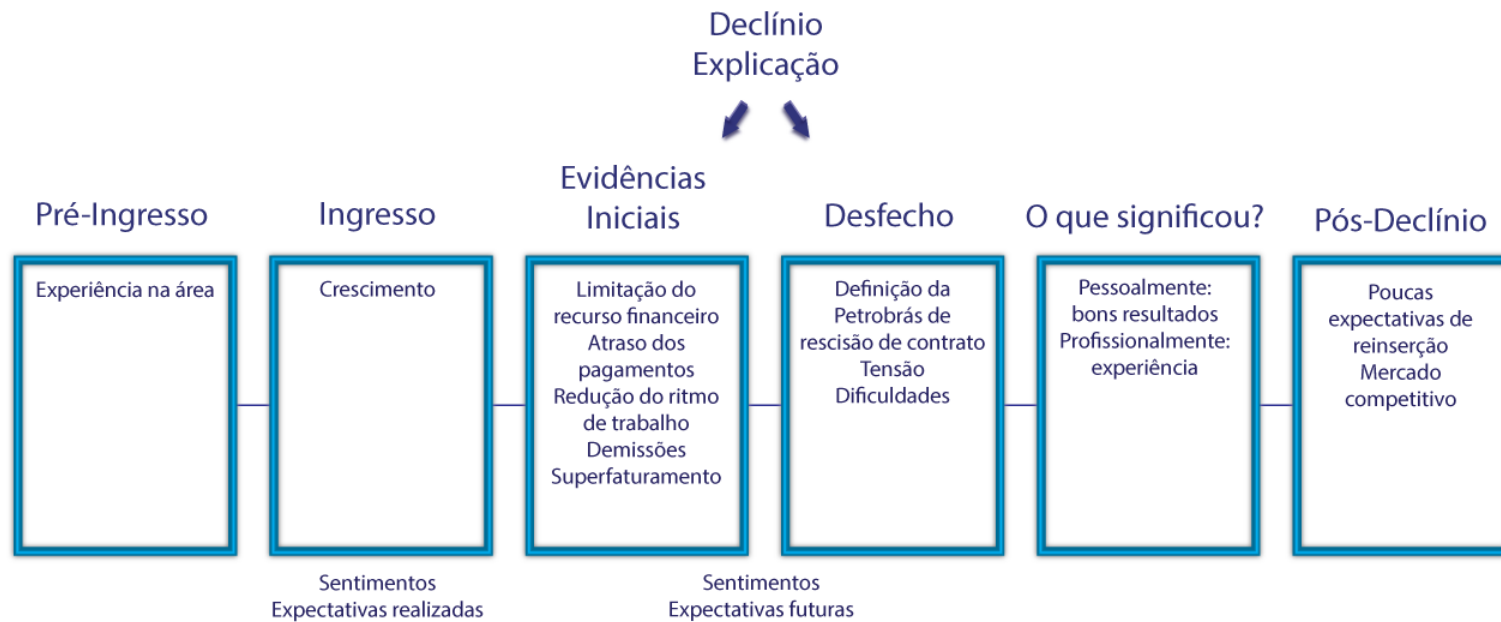 Declínio
Explicação
Pré-Ingresso
Ingresso
Evidências
Iniciais
Desfecho
O que significou?
Pós-Declínio
Experiência na área
Crescimento
Limitação do
recurso financeiro
Atraso dos
pagamentos
Redução do ritmo
de trabalho
Demissões
Superfaturamento
Definição da
Petrobrás de
rescisão de contrato
Tensão
Dificuldades
Pessoalmente:
bons resultados
Profissionalmente:
experiência
Poucas
expectativas de
reinserção
Mercado
competitivo
Sentimentos
Expectativas realizadas
Sentimentos
Expectativas futuras